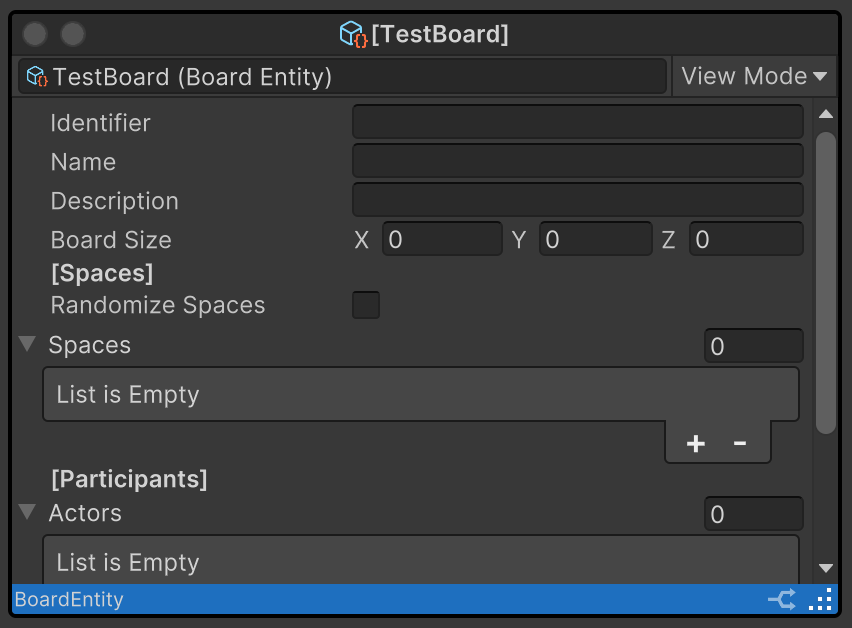 [TestBoard]
TestBoard (Board Entity) View Mode
Identifier
Name
Description
Board Size X 0 Y 0 Z 0
[Spaces]
Randomize Spaces
Spaces 0
List is Empty
+ -
[Participants]
Actors 0
List is Empty
BoardEntity